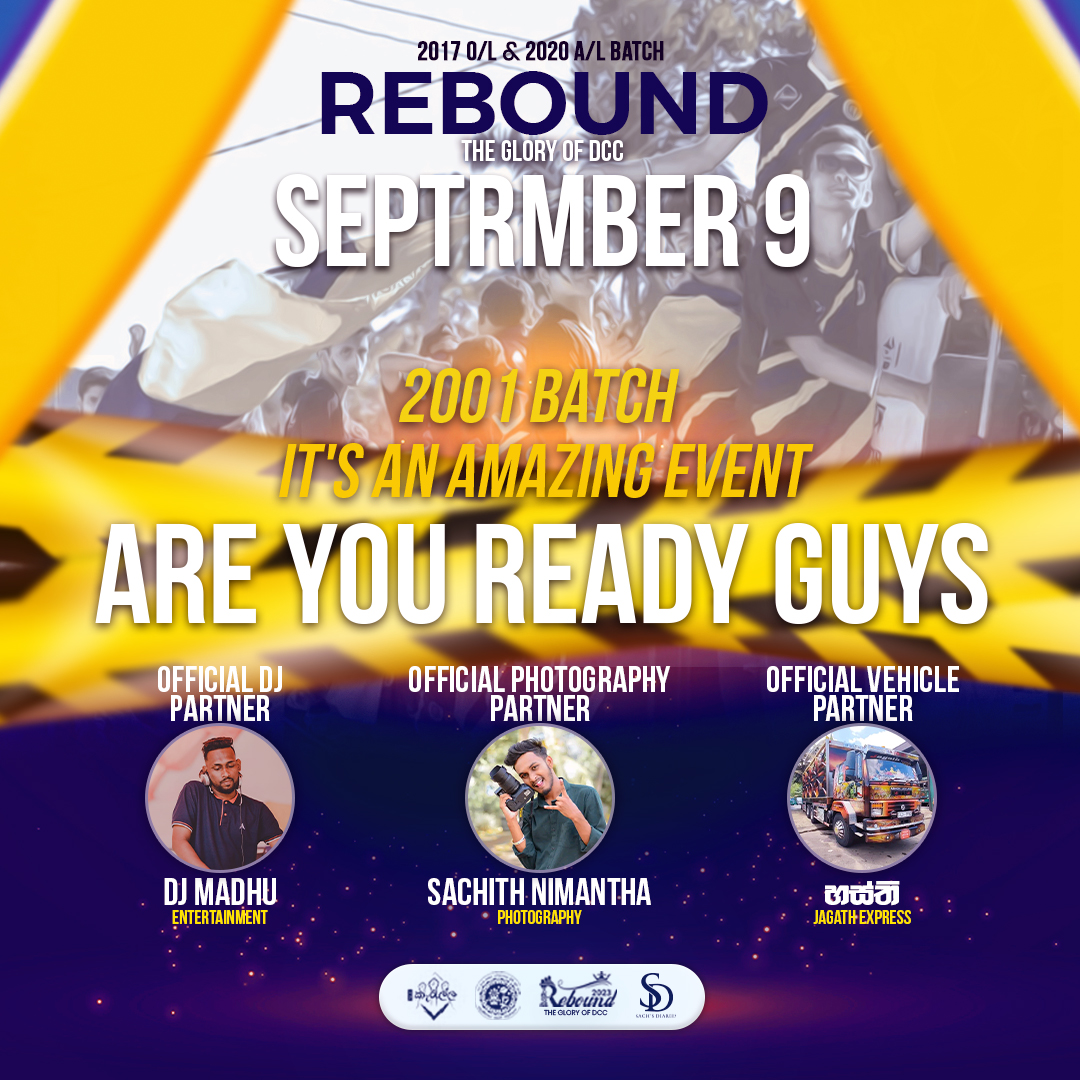 2017 O/L & 2020 A/L BATCH
REBOUND
THE GLORY OF DCC
SEPTRMBER 9
2001 BATCH
IT'S AN AMAZING EVENT
ARE YOU READY GUYS
OFFICIAL DJ
PARTNER
OFFICIAL PHOTOGRAPHY
PARTNER
OFFICIAL VEHICLE
PARTNER
DJ MADHU
ENTERTAINMENT
SACHITH NIMANTHA
PHOTOGRAPHY
හස්ති
JAGATH EXPRESS
Rebound
2023
THE GLORY OF DCC
SD